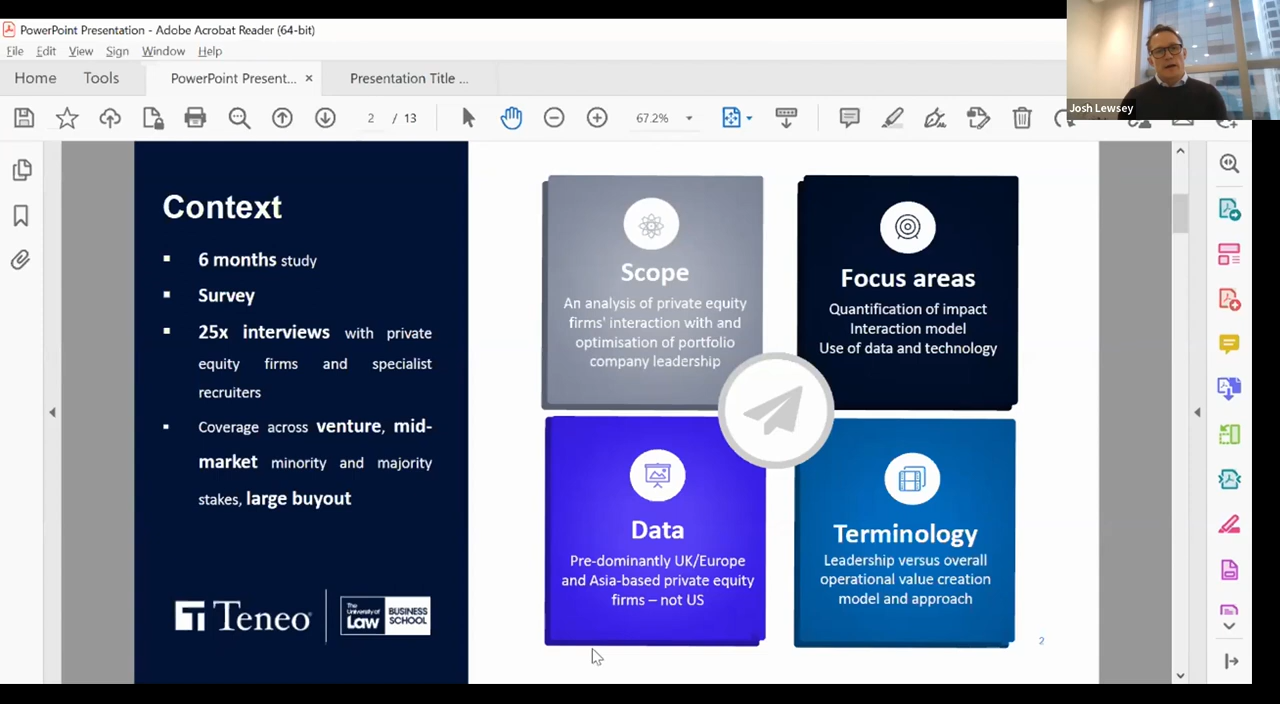 PowerPoint Presentation - Adobe Acrobat Reader (64-bit)
File Edit View Sign Window Help
Home Tools PowerPoint Present... × Presentation Title ...
2 / 13 67.2%
Josh Lewsey
Context
6 months study
Survey
25x interviews with private
equity firms and specialist
recruiters
Coverage across venture, mid-
market minority and majority
stakes, large buyout
Teneo
The University of Law BUSINESS SCHOOL
Scope
An analysis of private equity
firms' interaction with and
optimisation of portfolio
company leadership
Focus areas
Quantification of impact
Interaction model
Use of data and technology
Data
Pre-dominantly UK/Europe
and Asia-based private equity
firms – not US
Terminology
Leadership versus overall
operational value creation
model and approach
2